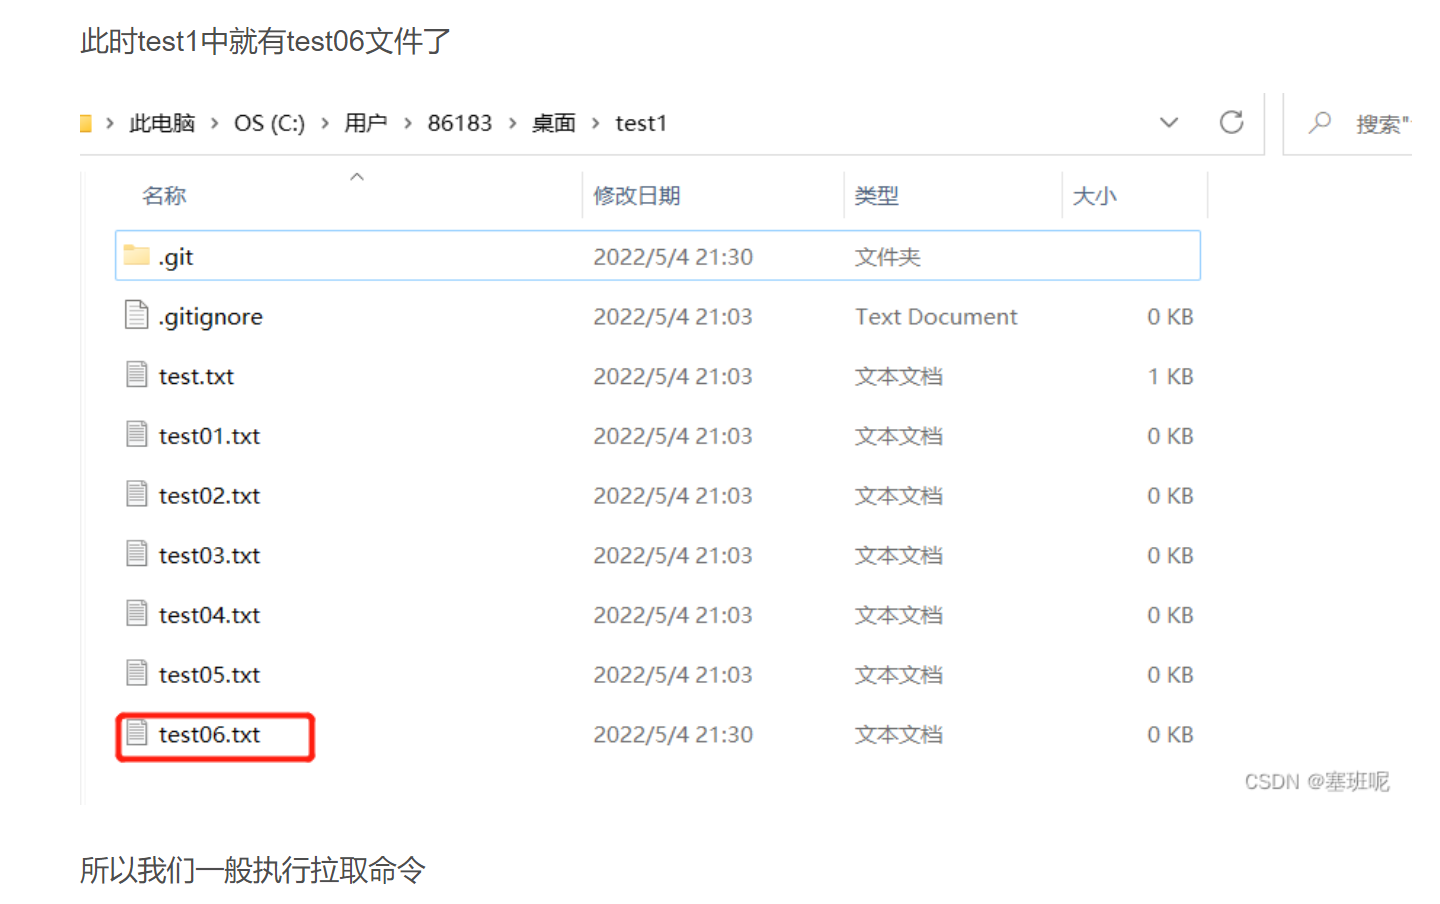 此时test1中就有test06文件了
此电脑 > OS (C:) > 用户 > 86183 > 桌面 > test1 搜索"
名称 修改日期 类型 大小
.git 2022/5/4 21:30 文件夹
.gitignore 2022/5/4 21:03 Text Document 0 KB
test.txt 2022/5/4 21:03 文本文档 1 KB
test01.txt 2022/5/4 21:03 文本文档 0 KB
test02.txt 2022/5/4 21:03 文本文档 0 KB
test03.txt 2022/5/4 21:03 文本文档 0 KB
test04.txt 2022/5/4 21:03 文本文档 0 KB
test05.txt 2022/5/4 21:03 文本文档 0 KB
test06.txt 2022/5/4 21:30 文本文档 0 KB
CSDN @塞班呢
所以我们一般执行拉取命令